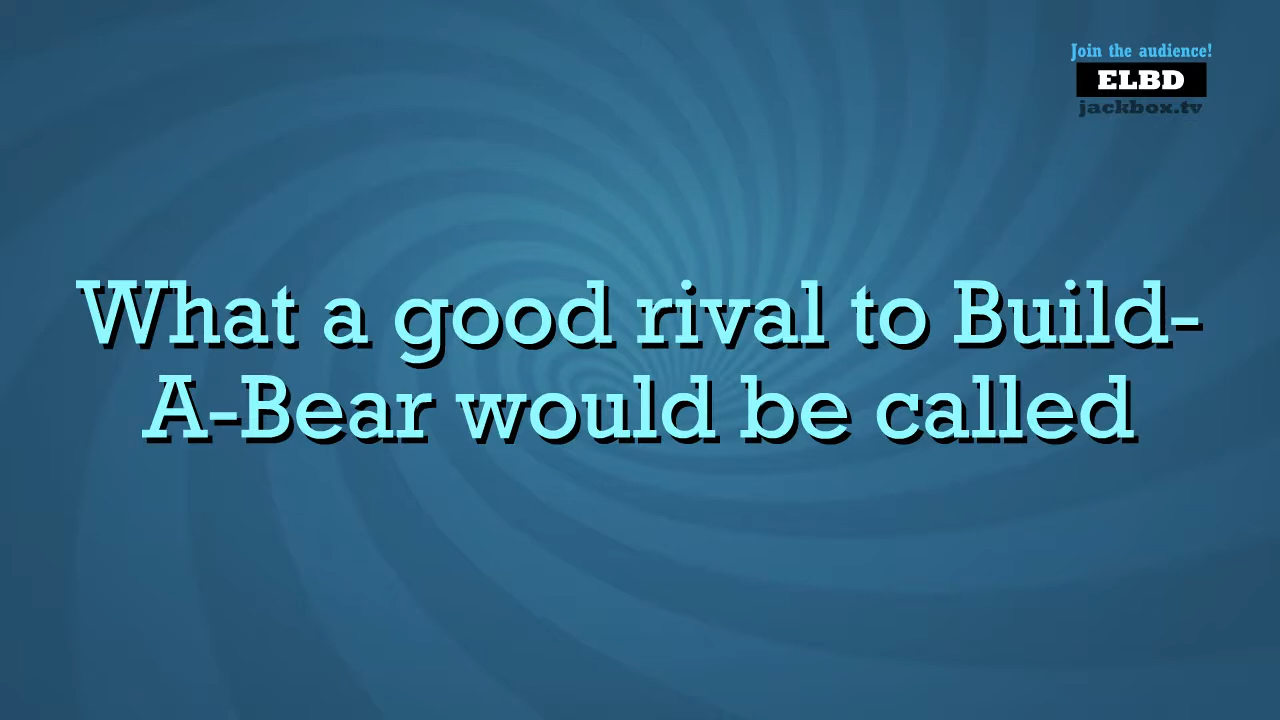 Join the audience!
ELBD
jackbox.tv
What a good rival to Build-
A-Bear would be called